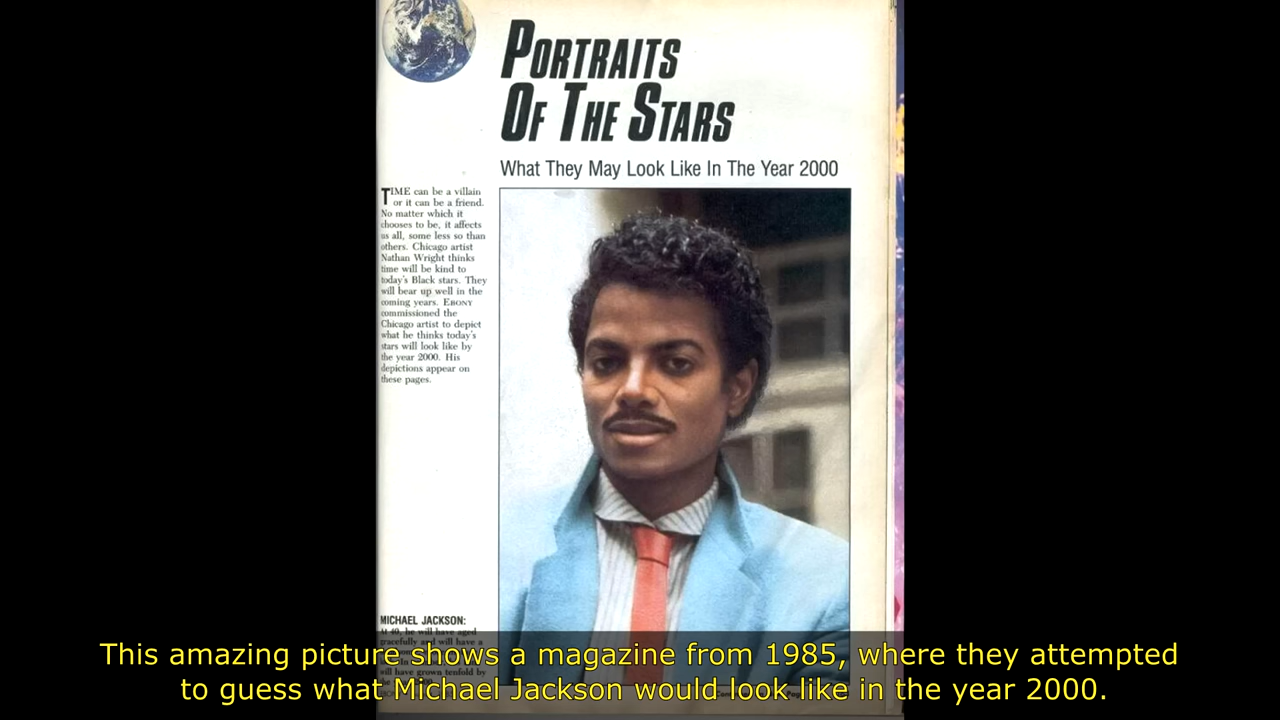 PORTRAITS
OF THE STARS
What They May Look Like In The Year 2000
TIME can be a villain
or it can be a friend.
No matter which it
chooses to be, it affects
us all, some less so than
others. Chicago artist
Nathan Wright thinks
time will be kind to
today's Black stars. They
will bear up well in the
coming years. EBONY
commissioned the
Chicago artist to depict
what he thinks today's
stars will look like by
the year 2000. His
depictions appear on
these pages.
MICHAEL JACKSON:
At 40, he will have aged
gracefully and will have a
will have grown tenfold by
This amazing picture shows a magazine from 1985, where they attempted
to guess what Michael Jackson would look like in the year 2000.